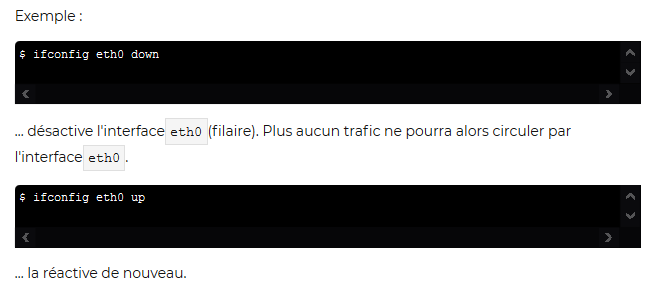 Exemple :
$ ifconfig eth0 down
... désactive l'interface eth0 (filaire). Plus aucun trafic ne pourra alors circuler par
l'interface eth0 .
$ ifconfig eth0 up
... la réactive de nouveau.